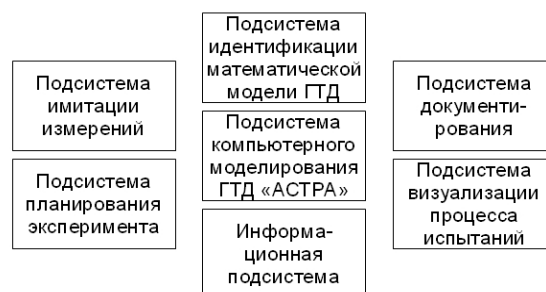 Подсистема
имитации
измерений
Подсистема
планирования
эксперимента
Подсистема
идентификации
математической
модели ГТД
Подсистема
компьютерного
моделирования
ГТД «АСТРА»
Информа-
ционная
подсистема
Подсистема
документи-
рования
Подсистема
визуализации
процесса
испытаний